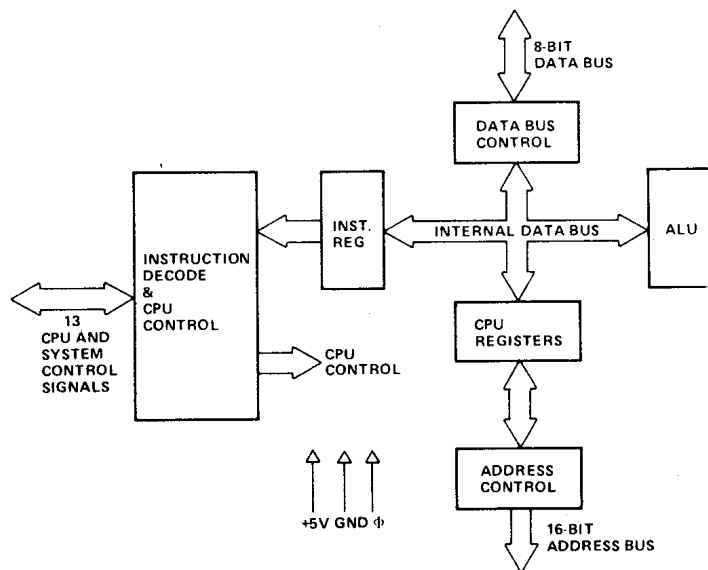 8-BIT
DATA BUS
DATA BUS
CONTROL
INSTRUCTION
DECODE
&
CPU
CONTROL
INST.
REG
INTERNAL DATA BUS
ALU
13
CPU AND
SYSTEM
CONTROL
SIGNALS
CPU
CONTROL
CPU
REGISTERS
ADDRESS
CONTROL
+5V GND Φ
16-BIT
ADDRESS BUS